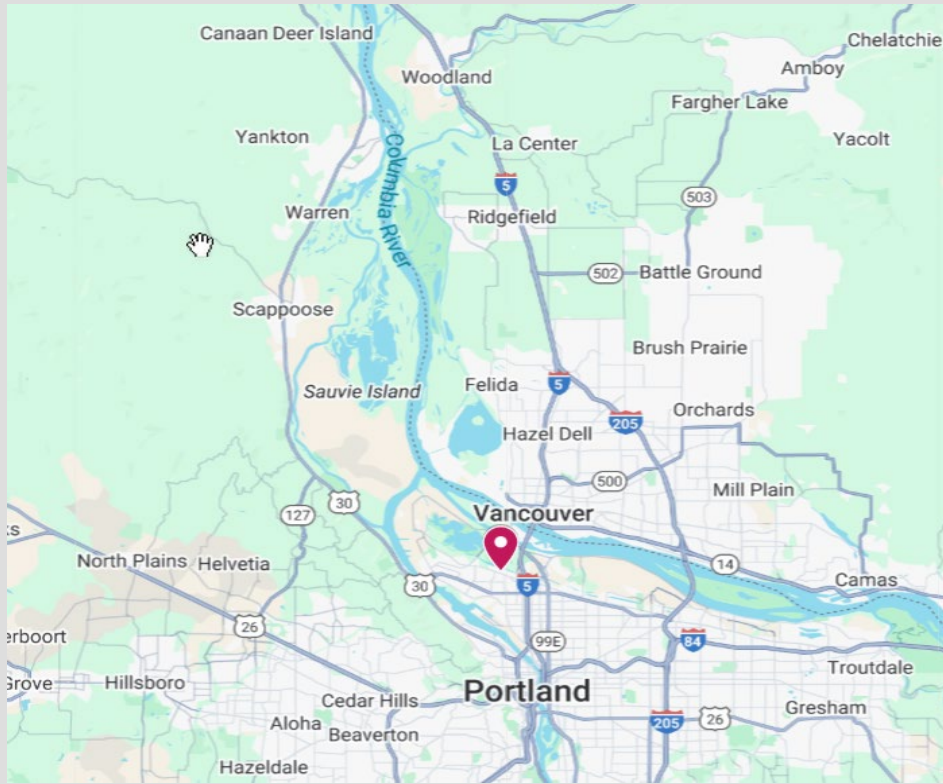 Canaan Deer Island
Chelatchie
Woodland
Amboy
Fargher Lake
Yankton
La Center
Yacolt
Columbia River
5
503
Warren
Ridgefield
502
Battle Ground
Scappoose
Brush Prairie
Sauvie Island
Felida
5
Orchards
205
Hazel Dell
500
Mill Plain
30
127
Vancouver
ks
North Plains
Helvetia
14
30
5
Camas
26
erboort
99E
84
Troutdale
Grove
Hillsboro
Cedar Hills
Portland
Gresham
Aloha
205
26
Beaverton
Hazeldale